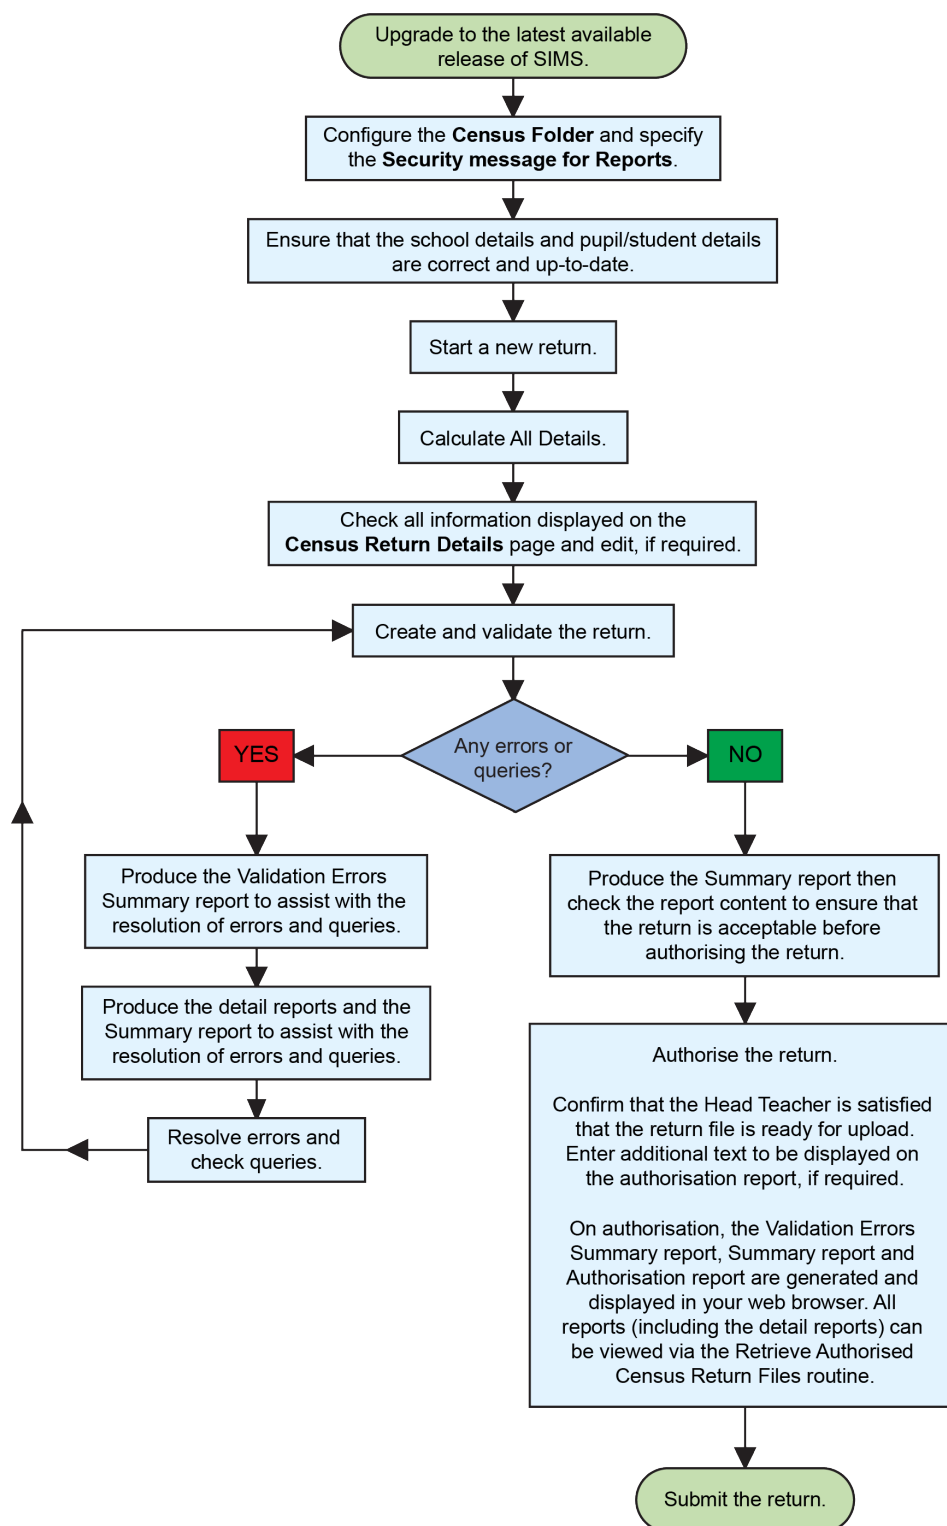 Upgrade to the latest available
release of SIMS.
Configure the Census Folder and specify
the Security message for Reports.
Ensure that the school details and pupil/student details
are correct and up-to-date.
Start a new return.
Calculate All Details.
Check all information displayed on the
Census Return Details page and edit, if required.
Create and validate the return.
Any errors or
queries?
YES
NO
Produce the Validation Errors
Summary report to assist with the
resolution of errors and queries.
Produce the detail reports and the
Summary report to assist with the
resolution of errors and queries.
Resolve errors and
check queries.
Produce the Summary report then
check the report content to ensure that
the return is acceptable before
authorising the return.
Authorise the return.
Confirm that the Head Teacher is satisfied
that the return file is ready for upload.
Enter additional text to be displayed on
the authorisation report, if required.
On authorisation, the Validation Errors
Summary report, Summary report and
Authorisation report are generated and
displayed in your web browser. All
reports (including the detail reports) can
be viewed via the Retrieve Authorised
Census Return Files routine.
Submit the return.